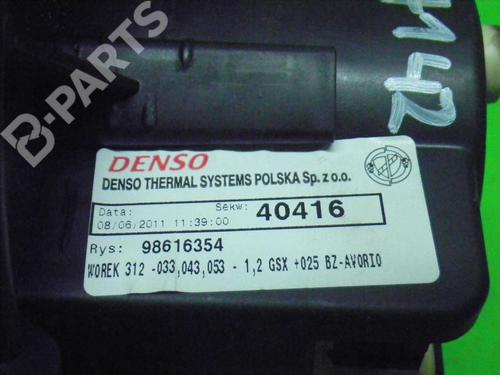 B-PARTS
142
DENSO
DENSO THERMAL SYSTEMS POLSKA Sp. z o.o.
Data: Sekw: 40416
08/06/2011 11:39:00
Rys: 98616354
WOREK 312 -033,043,053 - 1,2 GSX +025 BZ-AVORIO